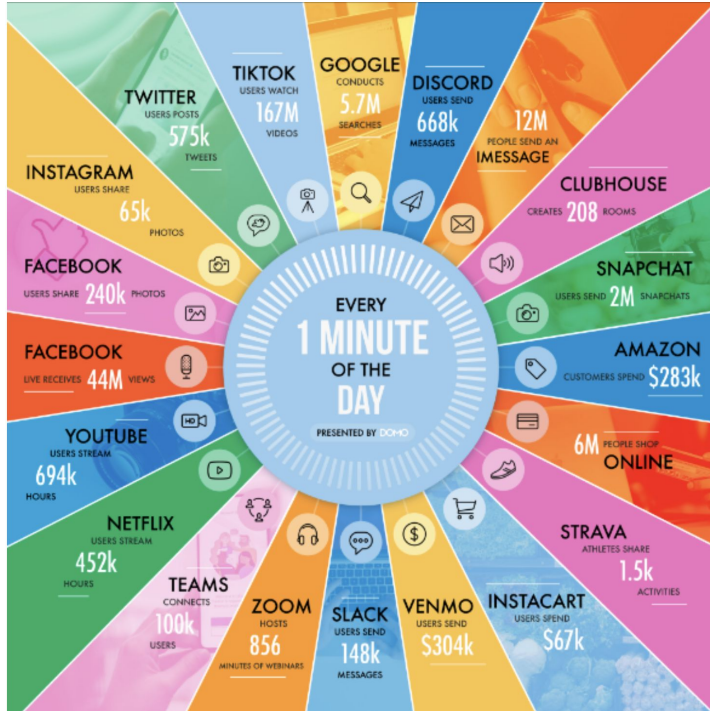 EVERY
1 MINUTE
OF THE
DAY
PRESENTED BY DOMO
GOOGLE
CONDUCTS
5.7M
SEARCHES
DISCORD
USERS SEND
668k
MESSAGES
12M
PEOPLE SEND AN
IMESSAGE
CLUBHOUSE
CREATES 208 ROOMS
SNAPCHAT
USERS SEND 2M SNAPCHATS
AMAZON
CUSTOMERS SPEND $283k
6M PEOPLE SHOP
ONLINE
STRAVA
ATHLETES SHARE
1.5k
ACTIVITIES
INSTACART
USERS SPEND
$67k
VENMO
USERS SEND
$304k
SLACK
USERS SEND
148k
MESSAGES
ZOOM
HOSTS
856
MINUTES OF WEBINARS
TEAMS
CONNECTS
100k
USERS
NETFLIX
USERS STREAM
452k
HOURS
YOUTUBE
USERS STREAM
694k
HOURS
HD
FACEBOOK
LIVE RECEIVES 44M VIEWS
FACEBOOK
USERS SHARE 240k PHOTOS
INSTAGRAM
USERS SHARE
65k
PHOTOS
TWITTER
USERS POSTS
575k
TWEETS
TIKTOK
USERS WATCH
167M
VIDEOS